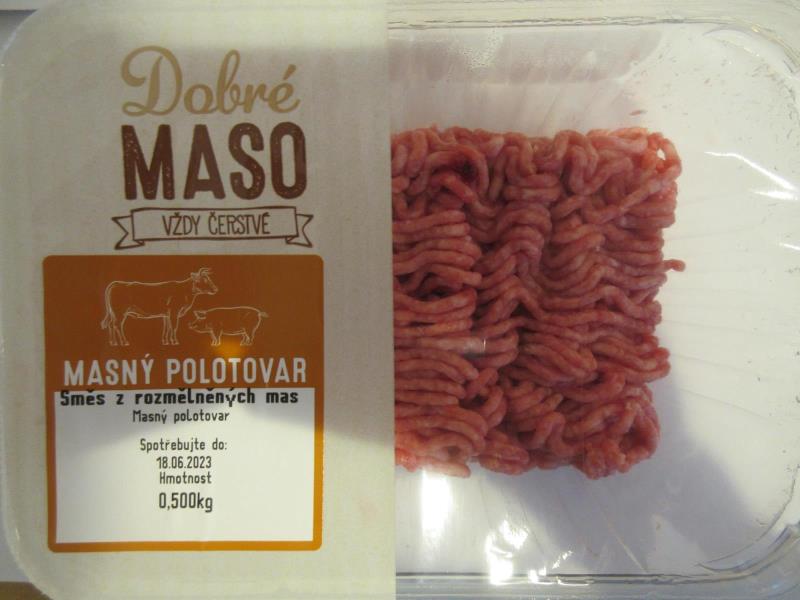 Dobré
MASO
VŽDY ČERSTVÉ
MASNÝ POLOTOVAR
Směs z rozmělněných mas
Masný polotovar
Spotřebujte do:
18.06.2023
Hmotnost
0,500kg